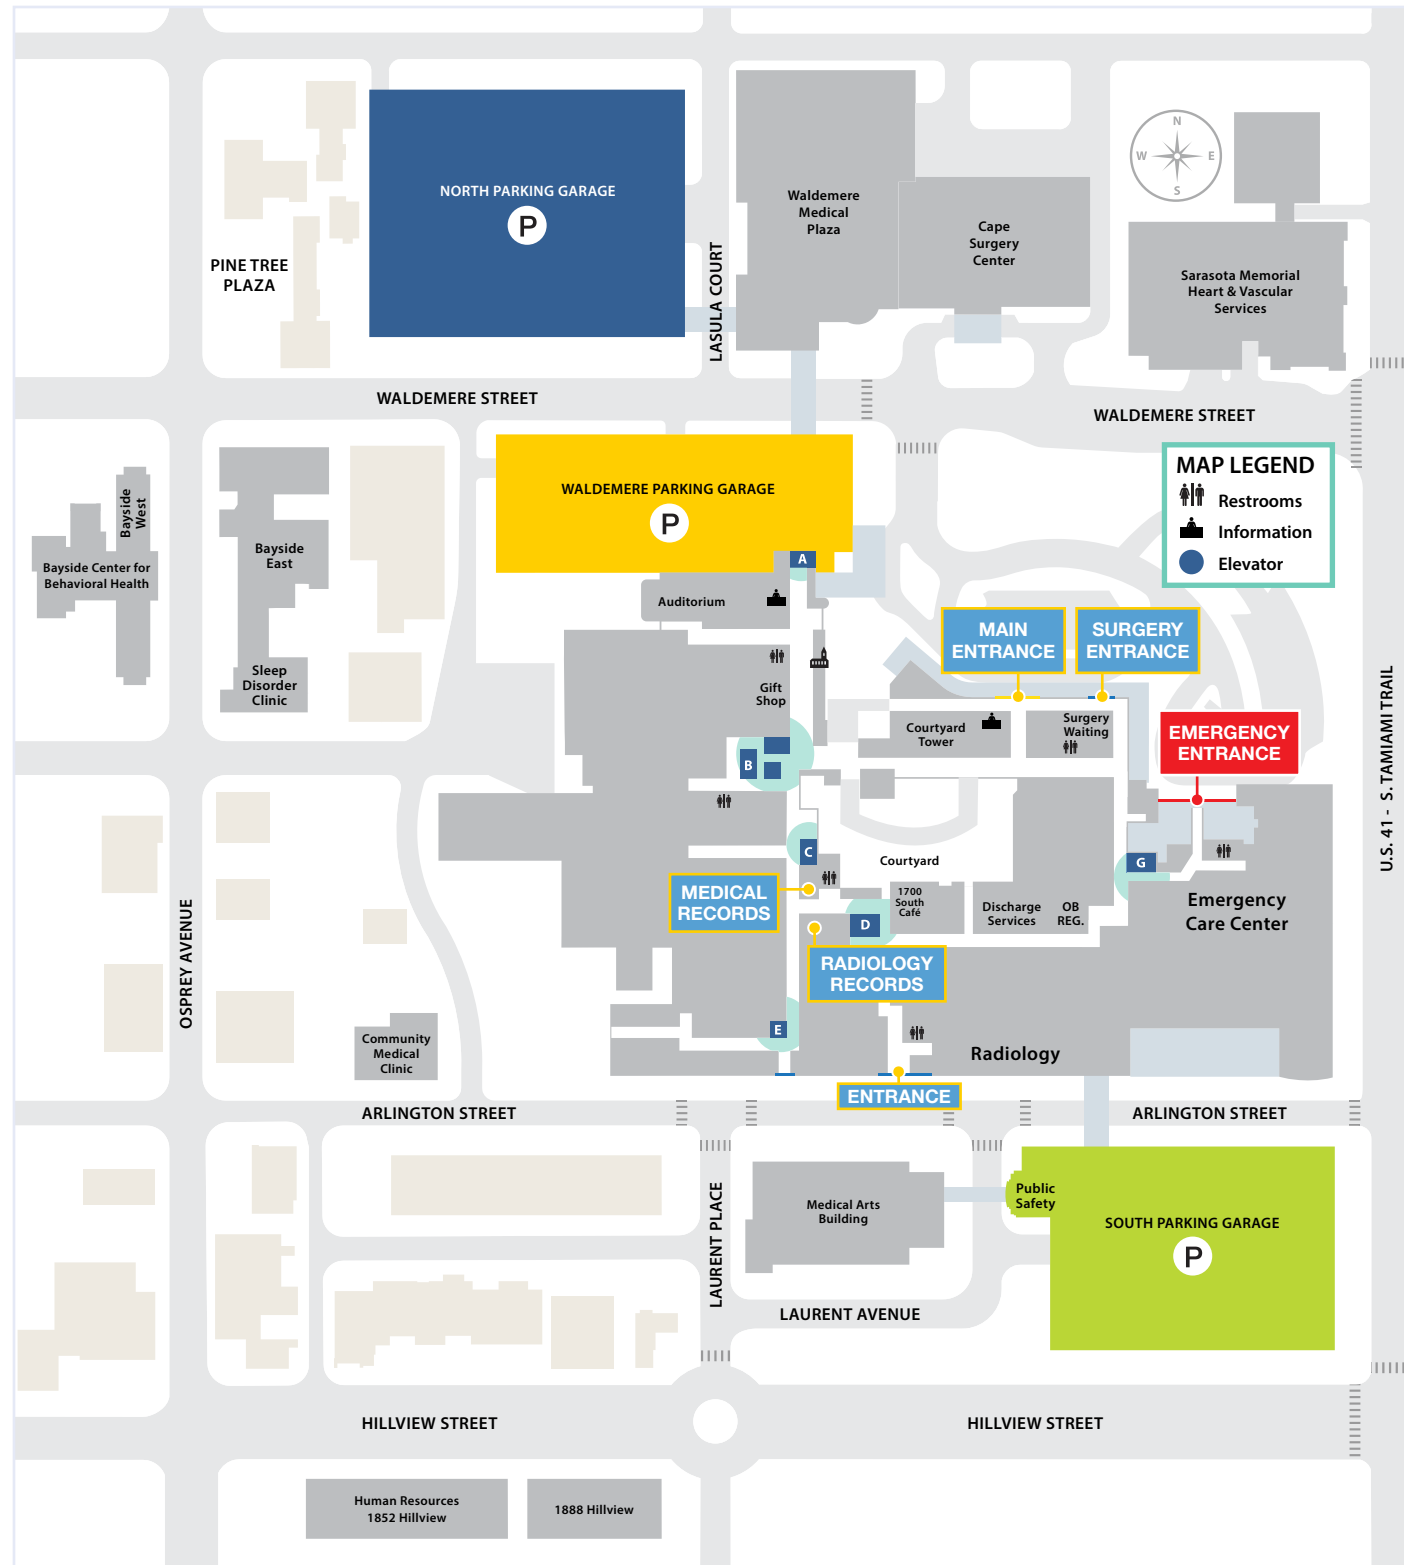 N
W
E
S
NORTH PARKING GARAGE
P
Waldemere
Medical
Plaza
Cape
Surgery
Center
PINE TREE
PLAZA
LASULA COURT
Sarasota Memorial
Heart & Vascular
Services
WALDEMERE STREET
WALDEMERE STREET
MAP LEGEND
Restrooms
Information
Elevator
WALDEMERE PARKING GARAGE
P
Bayside
West
Bayside Center for
Behavioral Health
Bayside
East
A
Auditorium
MAIN
ENTRANCE
SURGERY
ENTRANCE
Sleep
Disorder
Clinic
Gift
Shop
Courtyard
Tower
Surgery
Waiting
EMERGENCY
ENTRANCE
U.S. 41 - S. TAMIAMI TRAIL
B
C
Courtyard
G
MEDICAL
RECORDS
1700
South
Café
Discharge
Services
OB
REG.
Emergency
Care Center
D
RADIOLOGY
RECORDS
OSPREY AVENUE
E
Community
Medical
Clinic
Radiology
ENTRANCE
ARLINGTON STREET
ARLINGTON STREET
Public
Safety
Medical Arts
Building
SOUTH PARKING GARAGE
P
LAURENT PLACE
LAURENT AVENUE
HILLVIEW STREET
HILLVIEW STREET
Human Resources
1852 Hillview
1888 Hillview